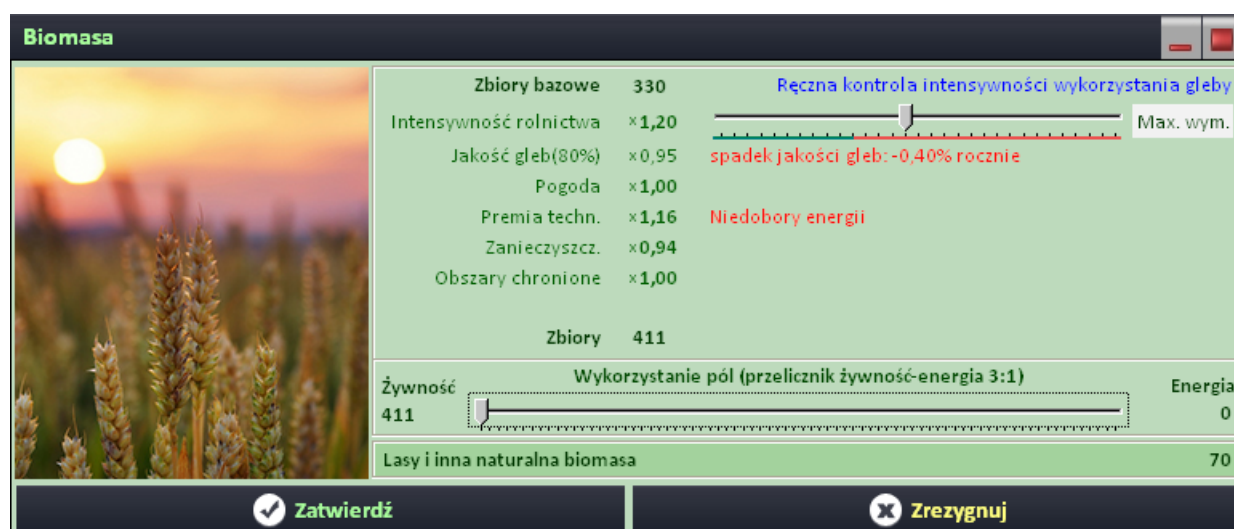 Biomasa
Zbiory bazowe 330 Ręczna kontrola intensywności wykorzystania gleby
Intensywność rolnictwa ×1,20 Max. wym.
Jakość gleb(80%) ×0,95 spadek jakości gleb: -0,40% rocznie
Pogoda ×1,00
Premia techn. ×1,16 Niedobory energii
Zanieczyszcz. ×0,94
Obszary chronione ×1,00
Zbiory 411
Żywność Wykorzystanie pól (przelicznik żywność-energia 3:1) Energia
411 0
Lasy i inna naturalna biomasa 70
Zatwierdź Zrezygnuj